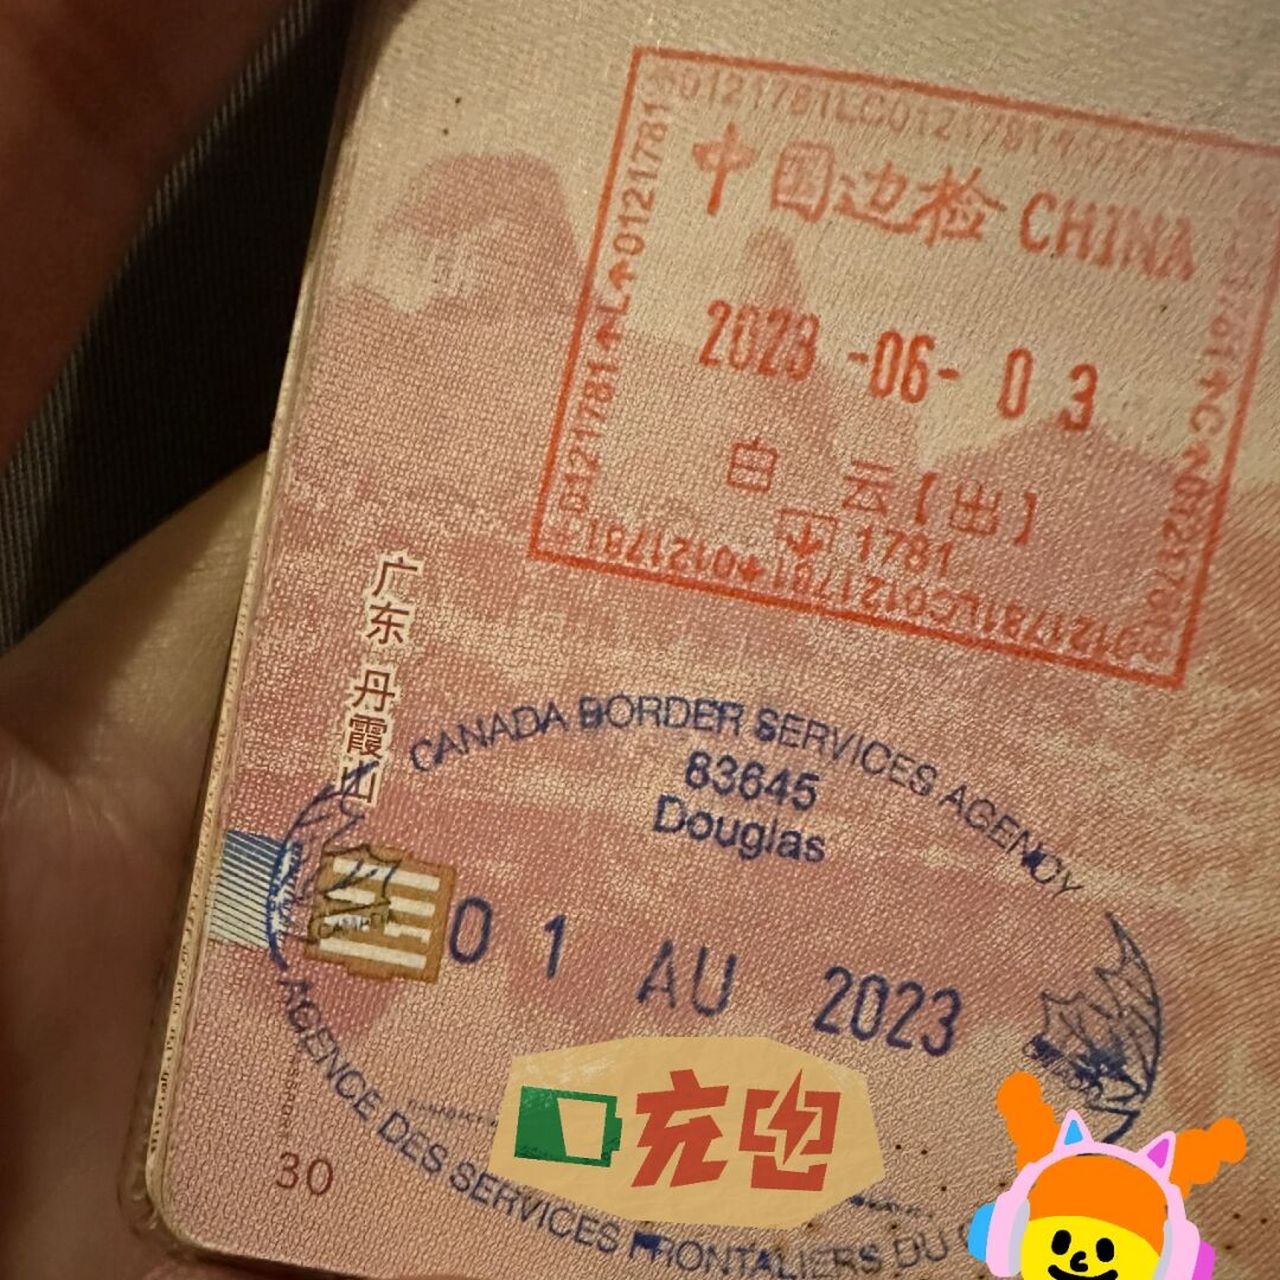 中国边检 CHINA
2023-06-03
白云【出】
1781
广东 丹霞山
CANADA BORDER SERVICES AGENCY
83645
Douglas
01 AU 2023
AGENCE DES SERVICES FRONTALIERS DU
充电
30